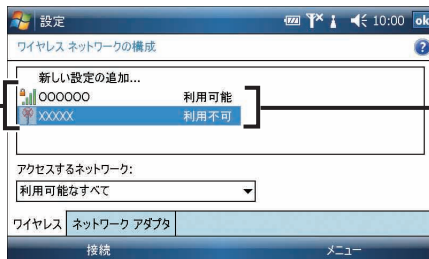 設定 10:00 ok
ワイヤレス ネットワークの構成
新しい設定の追加...
OOOOOO 利用可能
XXXXX 利用不可
アクセスするネットワーク:
利用可能なすべて
ワイヤレス ネットワーク アダプタ
接続 メニュー